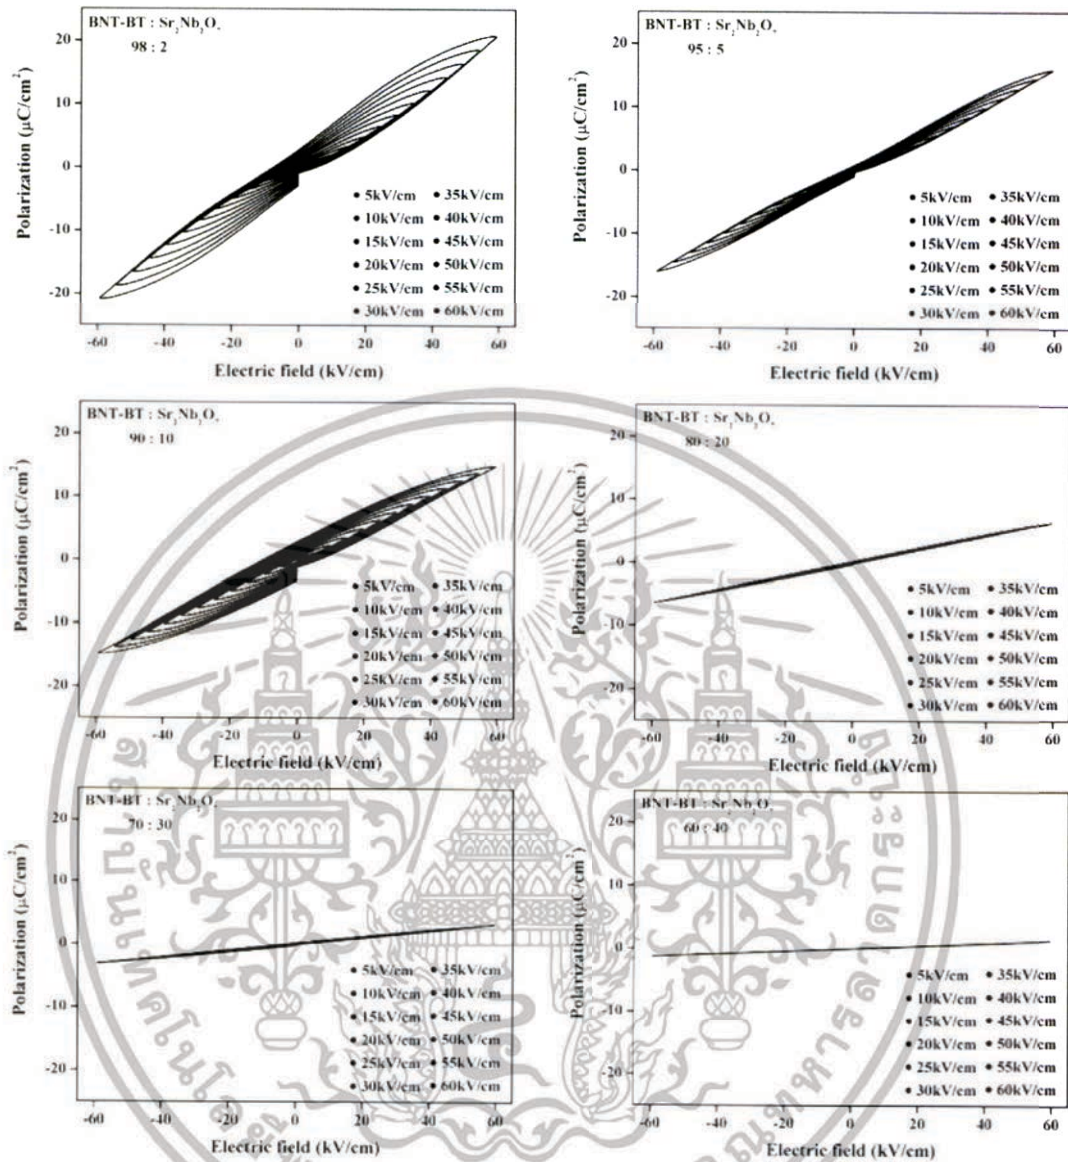 BNT-BT : Sr₂Nb₂O₇
98 : 2
Polarization (μC/cm²)
20
10
0
-10
-20
• 5kV/cm • 35kV/cm
• 10kV/cm • 40kV/cm
• 15kV/cm • 45kV/cm
• 20kV/cm • 50kV/cm
• 25kV/cm • 55kV/cm
• 30kV/cm • 60kV/cm
-60 -40 -20 0 20 40 60
Electric field (kV/cm)
BNT-BT : Sr₂Nb₂O₇
95 : 5
Polarization (μC/cm²)
20
10
0
-10
-20
• 5kV/cm • 35kV/cm
• 10kV/cm • 40kV/cm
• 15kV/cm • 45kV/cm
• 20kV/cm • 50kV/cm
• 25kV/cm • 55kV/cm
• 30kV/cm • 60kV/cm
-60 -40 -20 0 20 40 60
Electric field (kV/cm)
BNT-BT : Sr₂Nb₂O₇
90 : 10
Polarization (μC/cm²)
20
10
0
-10
-20
• 5kV/cm • 35kV/cm
• 10kV/cm • 40kV/cm
• 15kV/cm • 45kV/cm
• 20kV/cm • 50kV/cm
• 25kV/cm • 55kV/cm
• 30kV/cm • 60kV/cm
-60 -40 -20 0 20 40 60
Electric field (kV/cm)
BNT-BT : Sr₂Nb₂O₇
80 : 20
Polarization (μC/cm²)
20
10
0
-10
-20
• 5kV/cm • 35kV/cm
• 10kV/cm • 40kV/cm
• 15kV/cm • 45kV/cm
• 20kV/cm • 50kV/cm
• 25kV/cm • 55kV/cm
• 30kV/cm • 60kV/cm
-60 -40 -20 0 20 40 60
Electric field (kV/cm)
BNT-BT : Sr₂Nb₂O₇
70 : 30
Polarization (μC/cm²)
20
10
0
-10
-20
• 5kV/cm • 35kV/cm
• 10kV/cm • 40kV/cm
• 15kV/cm • 45kV/cm
• 20kV/cm • 50kV/cm
• 25kV/cm • 55kV/cm
• 30kV/cm • 60kV/cm
-60 -40 -20 0 20 40 60
Electric field (kV/cm)
BNT-BT : Sr₂Nb₂O₇
60 : 40
Polarization (μC/cm²)
20
10
0
-10
-20
• 5kV/cm • 35kV/cm
• 10kV/cm • 40kV/cm
• 15kV/cm • 45kV/cm
• 20kV/cm • 50kV/cm
• 25kV/cm • 55kV/cm
• 30kV/cm • 60kV/cm
-60 -40 -20 0 20 40 60
Electric field (kV/cm)